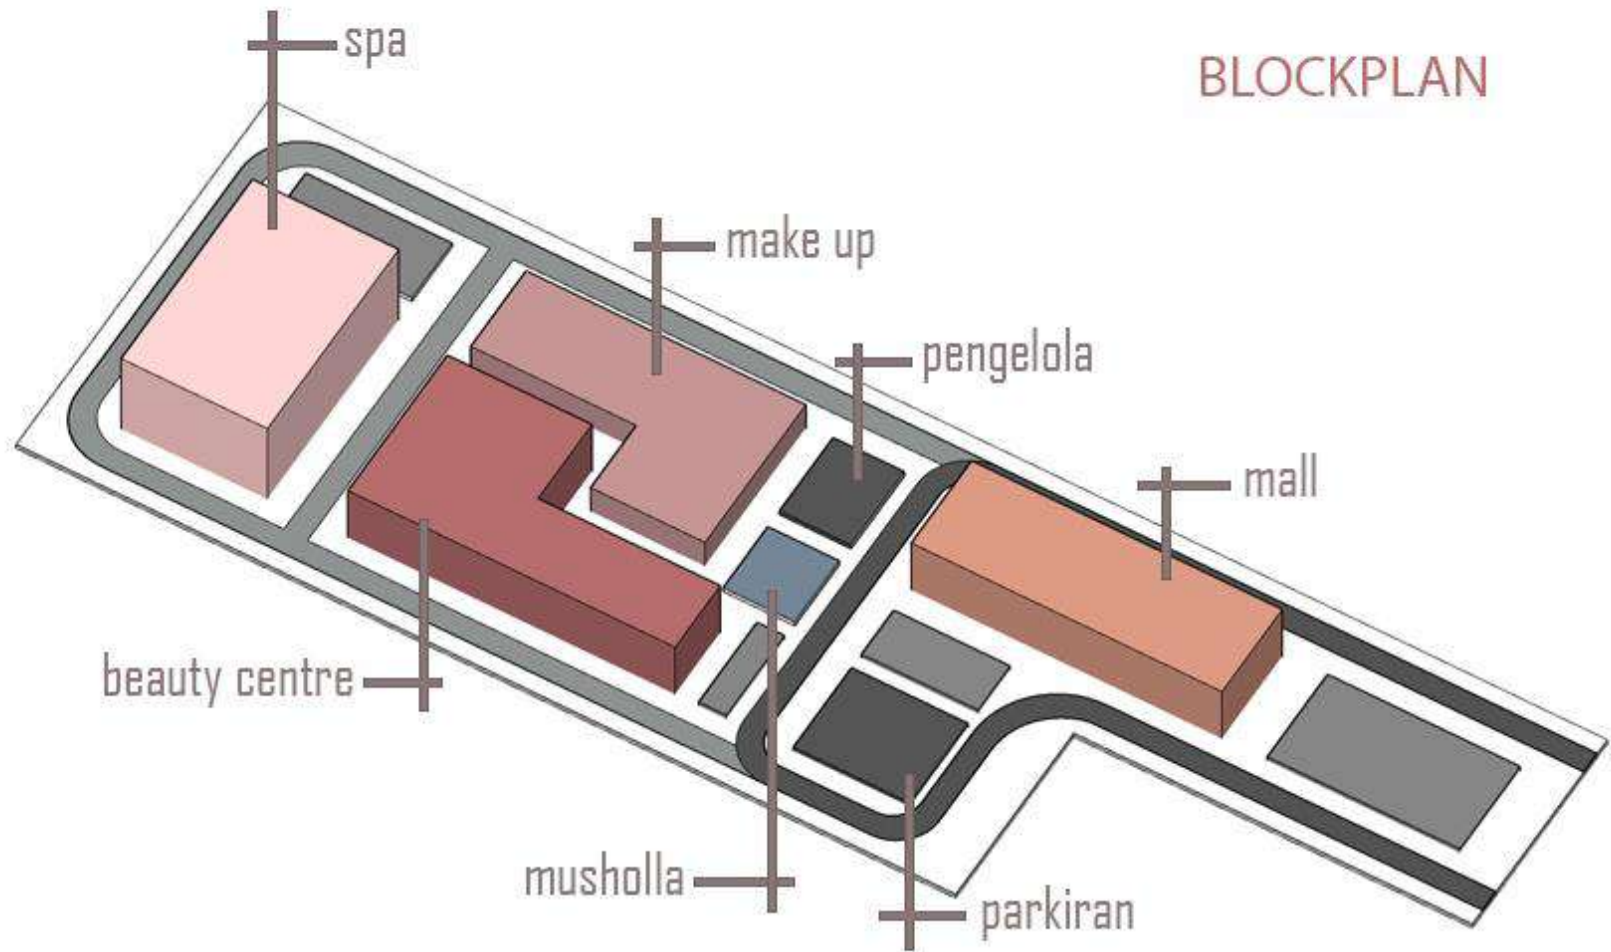 spa
BLOCKPLAN
make up
pengelola
mall
beauty centre
musholla
parkiran